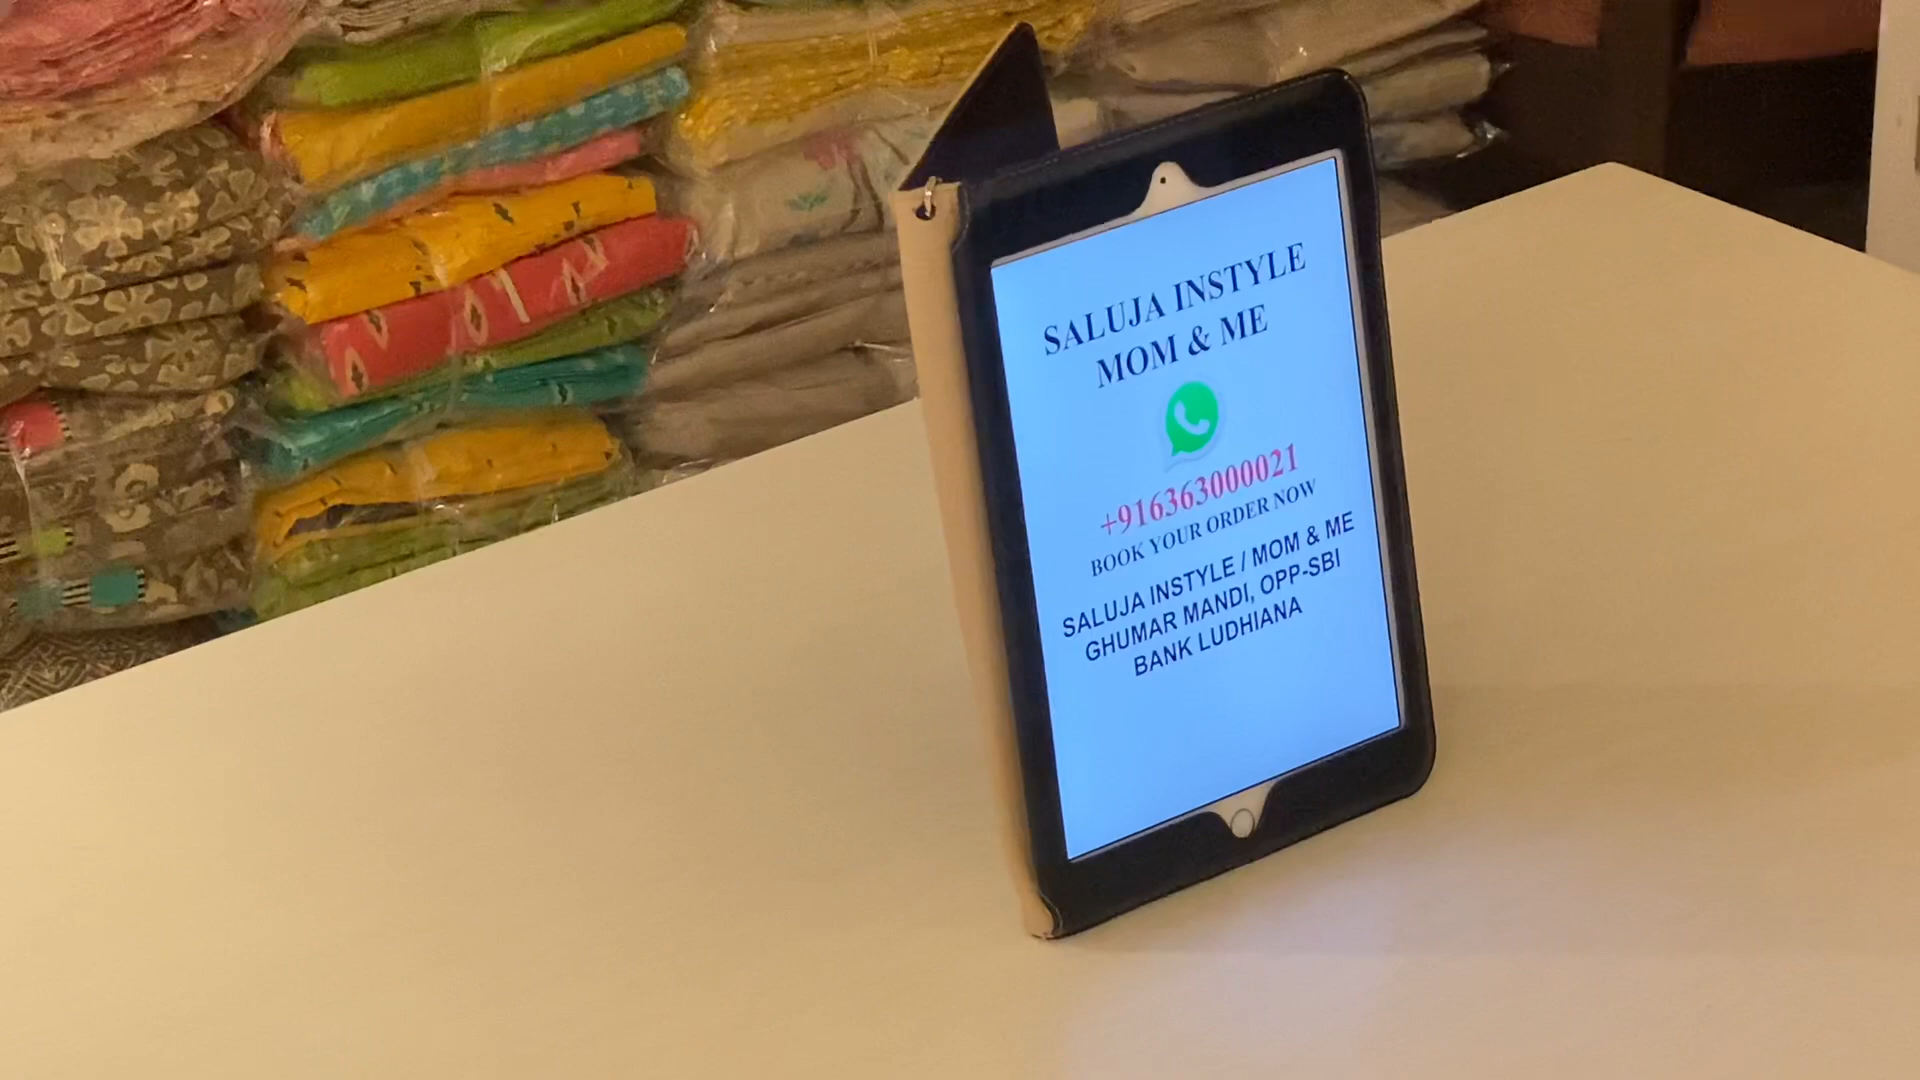 SALUJA INSTYLE
MOM & ME
+916363000021
BOOK YOUR ORDER NOW
SALUJA INSTYLE / MOM & ME
GHUMAR MANDI, OPP-SBI
BANK LUDHIANA